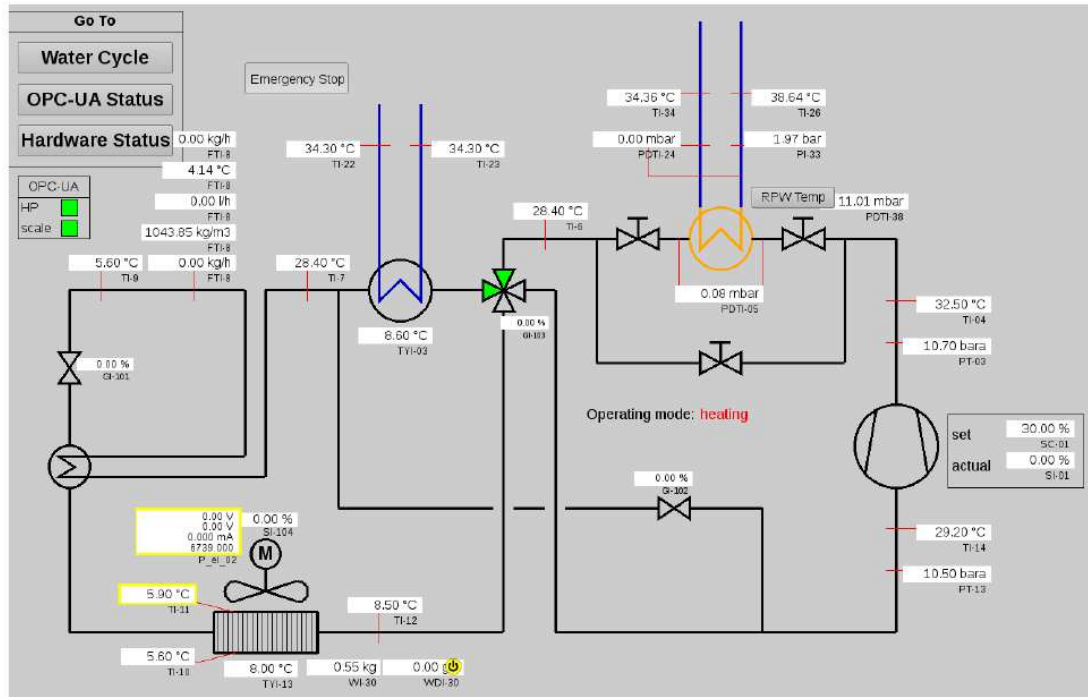 Go To
Water Cycle
OPC-UA Status
Hardware Status
Emergency Stop
0.00 kg/h
FTI-8
4.14 °C
FTI-8
0.00 l/h
FTI-8
1043.85 kg/m3
FTI-8
0.00 kg/h
FTI-8
OPC-UA
HP
scale
5.60 °C
TI-9
34.30 °C
TI-22
34.30 °C
TI-23
34.36 °C
TI-34
38.64 °C
TI-26
0.00 mbar
PDTI-24
1.97 bar
PI-33
RPW Temp
11.01 mbar
PDTI-38
28.40 °C
TI-6
28.40 °C
TI-7
0.08 mbar
PDTI-05
8.60 °C
TYI-03
0.00 %
GI-103
32.50 °C
TI-04
10.70 bara
PT-03
0.00 %
GI-101
Operating mode: heating
set
30.00 %
SC-01
actual
0.00 %
SI-01
0.00 %
GI-102
0.00 V
0.00 V
0.000 mA
6739.000
P_el_02
0.00 %
SI-104
M
29.20 °C
TI-14
10.50 bara
PT-13
5.90 °C
TI-11
8.50 °C
TI-12
5.60 °C
TI-10
8.00 °C
TYI-13
0.55 kg
WI-30
0.00
WDI-30